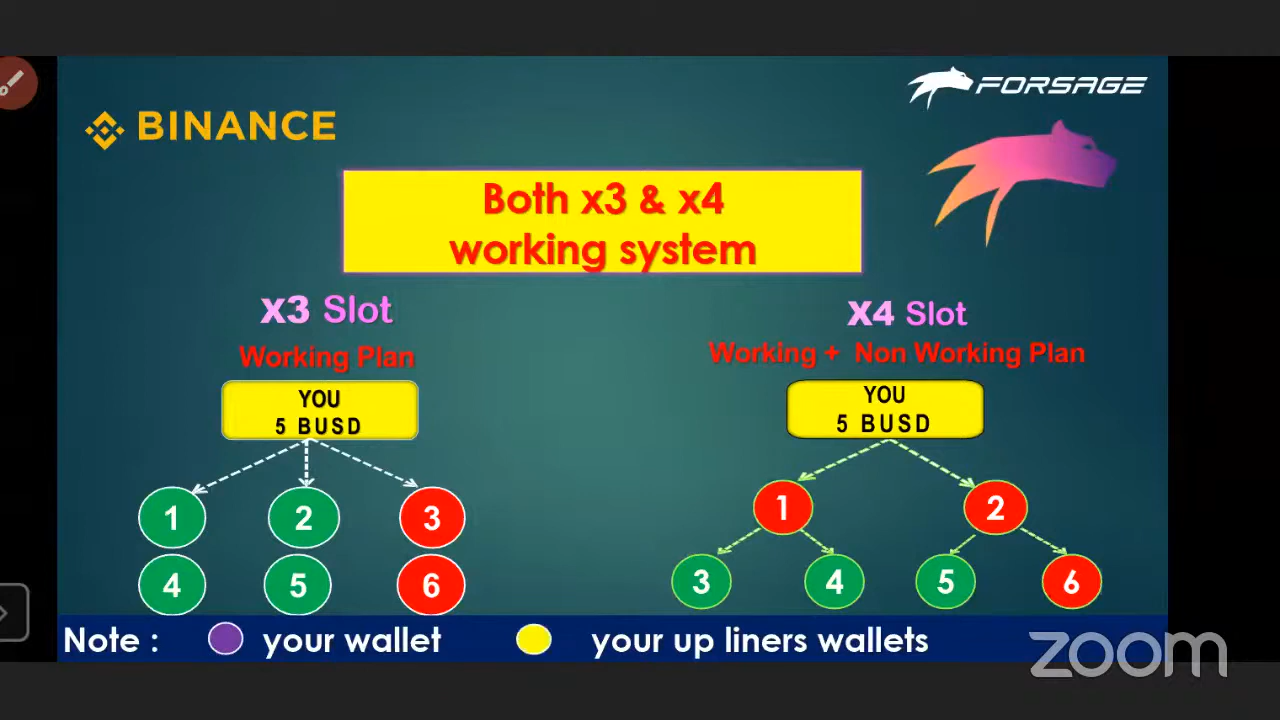 FORSAGE
BINANCE
Both x3 & x4
working system
X3 Slot
X4 Slot
Working Plan
Working + Non Working Plan
YOU
5 BUSD
YOU
5 BUSD
1 2 3
4 5 6
1 2
3 4 5 6
Note : your wallet your up liners wallets
zoom